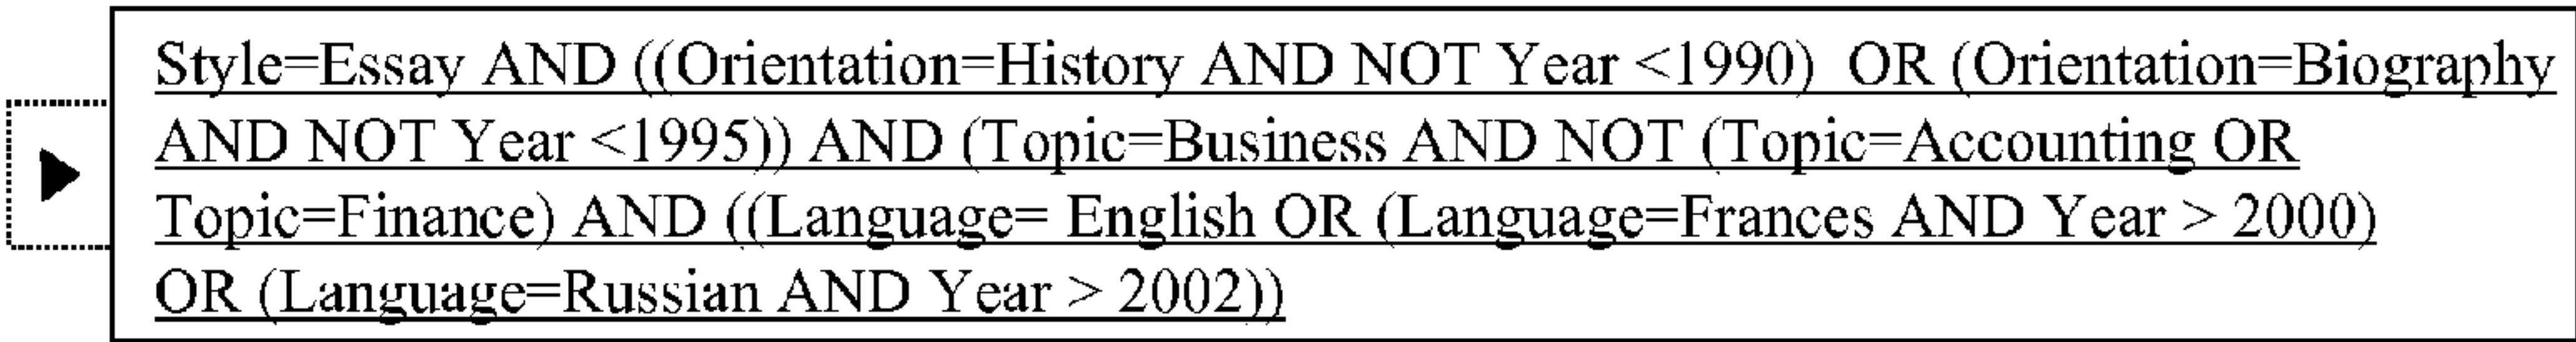 Style=Essay AND ((Orientation=History AND NOT Year <1990)  OR (Orientation=Biography
AND NOT Year <1995)) AND (Topic=Business AND NOT (Topic=Accounting OR
Topic=Finance) AND ((Language= English OR (Language=Frances AND Year > 2000)
OR (Language=Russian AND Year > 2002))